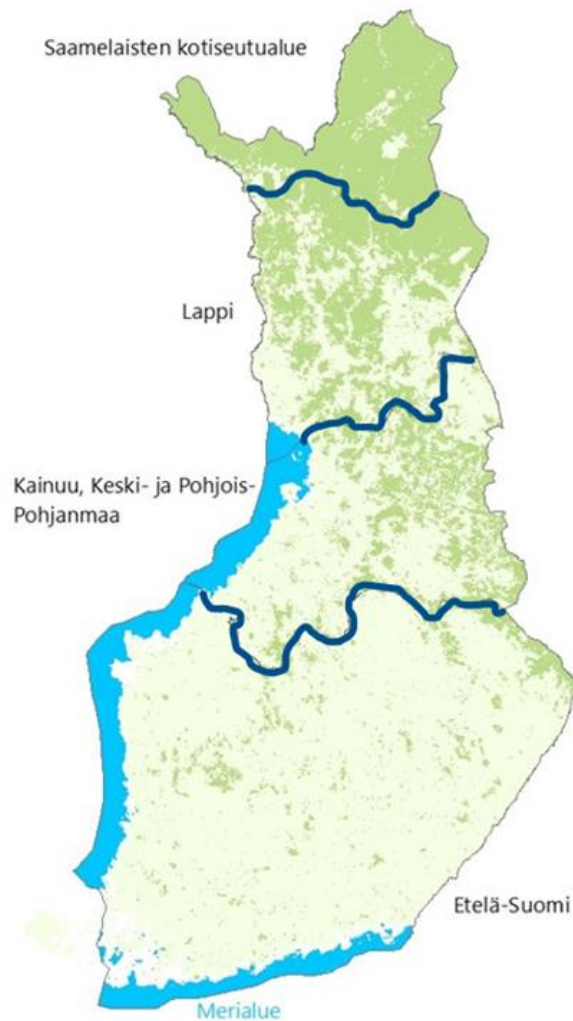 Saamelaisten kotiseutualue
Lappi
Kainuu, Keski- ja Pohjois-
Pohjanmaa
Etelä-Suomi
Merialue